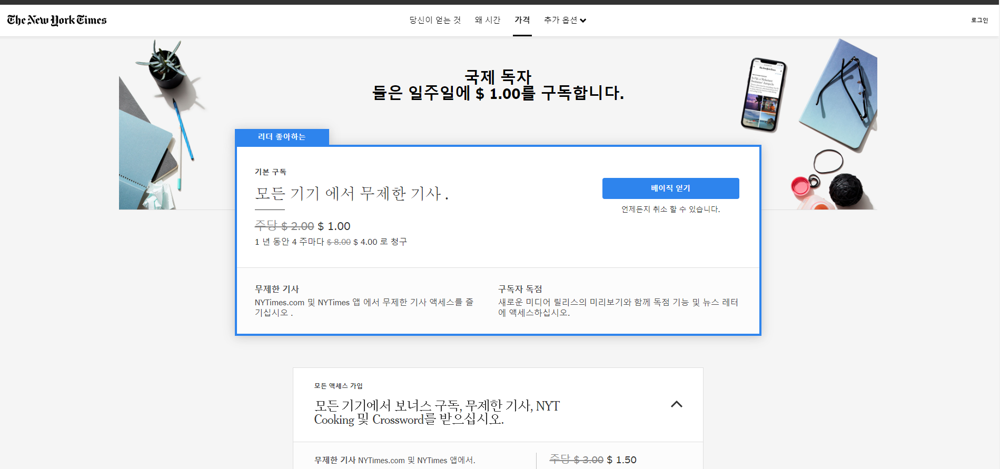 The New York Times
당신이 얻는 것
왜 시간
가격
추가 옵션
로그인
국제 독자
들은 일주일에 $ 1.00를 구독합니다.
리더 좋아하는
기본 구독
모든 기기 에서 무제한 기사 .
베이직 얻기
언제든지 취소 할 수 있습니다.
주당 $ 2.00 $ 1.00
1 년 동안 4 주마다 $ 8.00 $ 4.00 로 청구
무제한 기사
NYTimes.com 및 NYTimes 앱 에서 무제한 기사 액세스를 즐
기십시오 .
구독자 독점
새로운 미디어 릴리스의 미리보기와 함께 독점 기능 및 뉴스 레터
에 액세스하십시오.
모든 액세스 가입
모든 기기에서 보너스 구독, 무제한 기사, NYT
Cooking 및 Crossword를 받으십시오.
무제한 기사 NYTimes.com 및 NYTimes 앱에서.
주당 $ 3.00 $ 1.50